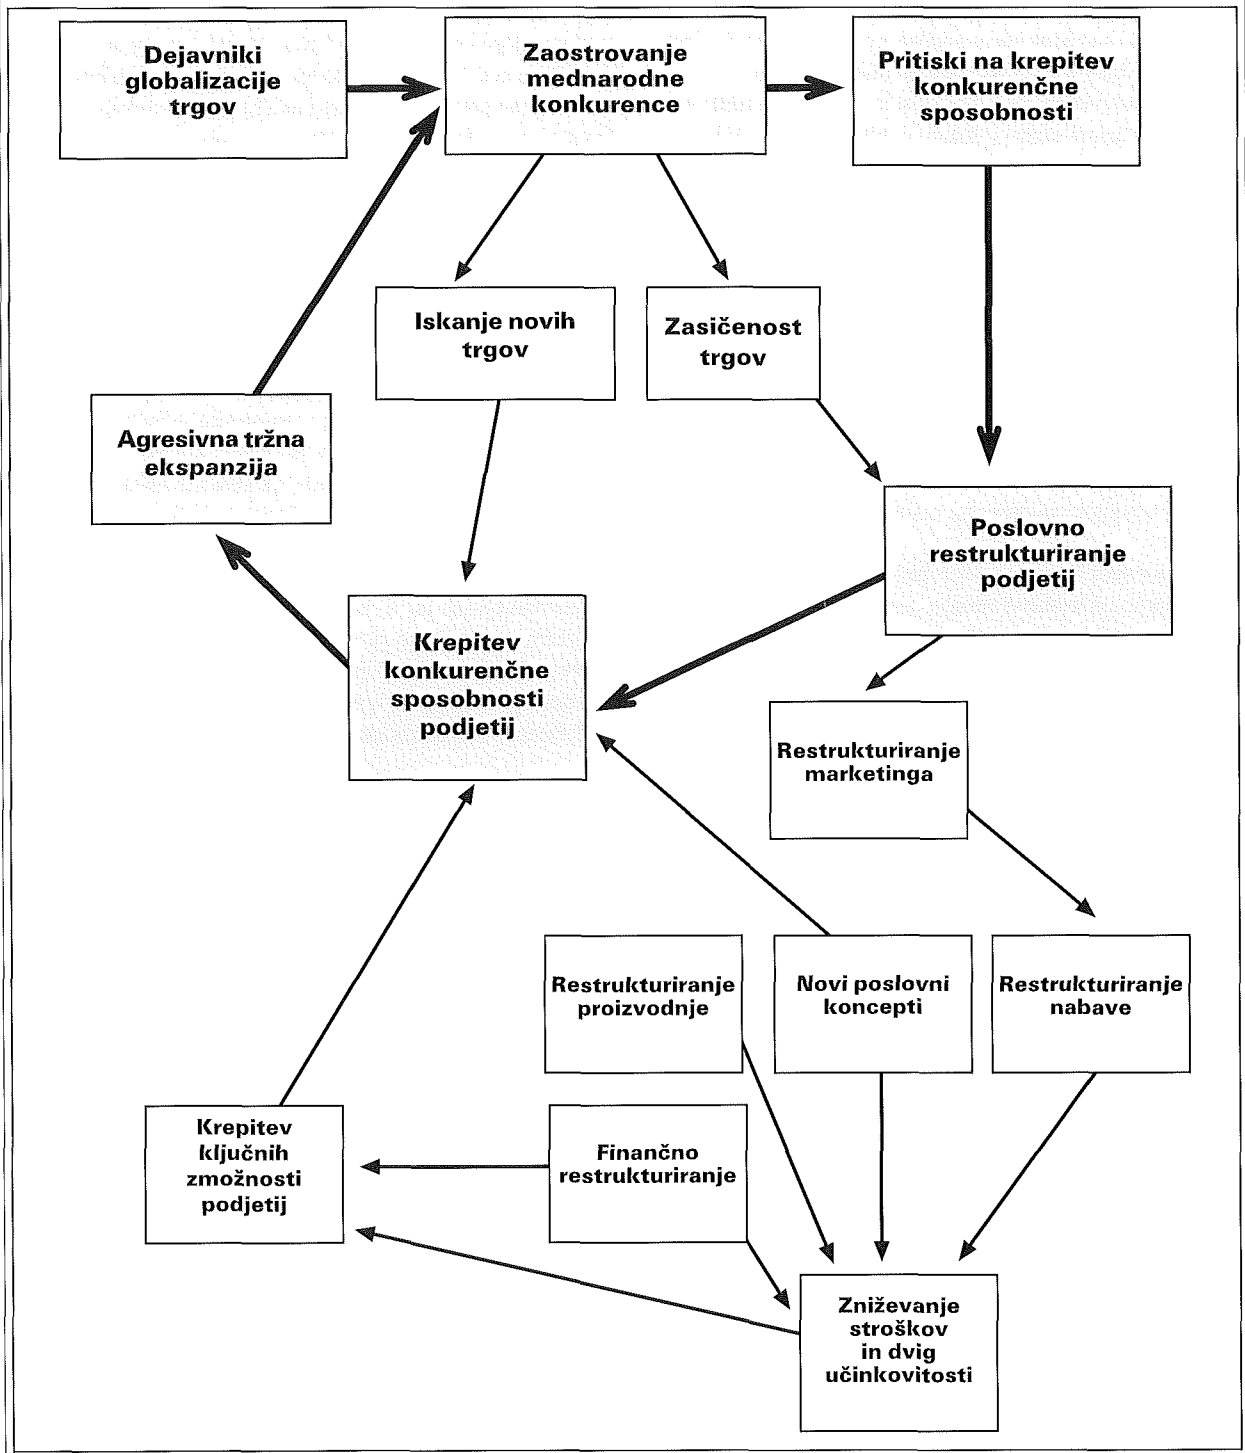 Dejavniki
globalizacije
trgov
Zaostrovanje
mednarodne
konkurence
Pritiski na krepitev
konkurenčne
sposobnosti
Iskanje novih
trgov
Zasičenost
trgov
Agresivna tržna
ekspanzija
Poslovno
restrukturiranje
podjetij
Krepitev
konkurenčne
sposobnosti
podjetij
Restrukturiranje
marketinga
Restrukturiranje
proizvodnje
Novi poslovni
koncepti
Restrukturiranje
nabave
Krepitev
ključnih
zmožnosti
podjetij
Finančno
restrukturiranje
Zniževanje
stroškov
in dvig
učinkovitosti